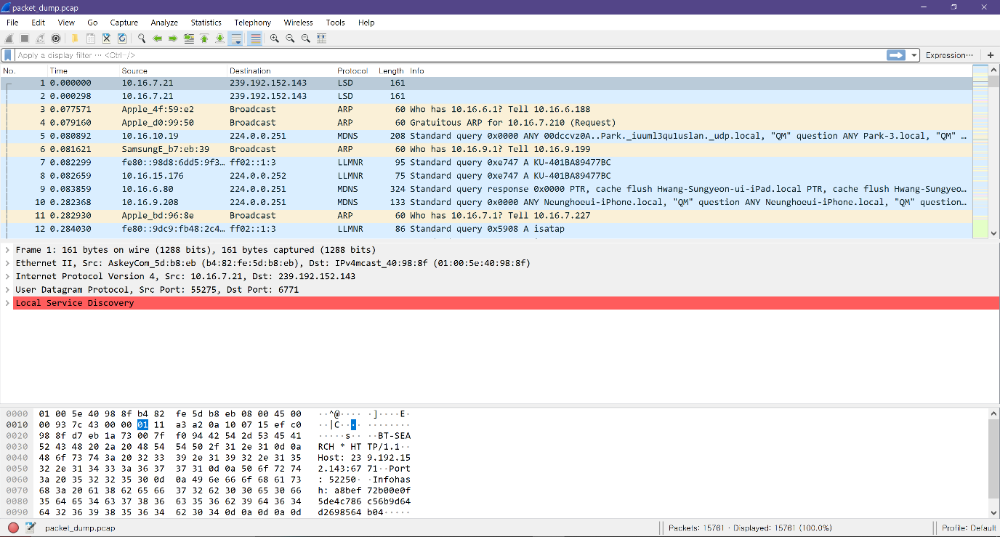 packet_dump.pcap
File Edit View Go Capture Analyze Statistics Telephony Wireless Tools Help
Apply a display filter ··· <Ctrl-/> Expression··· +
No. Time Source Destination Protocol Length Info
1 0.000000 10.16.7.21 239.192.152.143 LSD 161
2 0.000298 10.16.7.21 239.192.152.143 LSD 161
3 0.077571 Apple_4f:59:e2 Broadcast ARP 60 Who has 10.16.6.1? Tell 10.16.6.188
4 0.079160 Apple_d0:99:50 Broadcast ARP 60 Gratuitous ARP for 10.16.7.210 (Request)
5 0.080892 10.16.10.19 224.0.0.251 MDNS 208 Standard query 0x0000 ANY 00dccvz0A..Park._iuuml3qu1uslan._udp.local, "QM" question ANY Park-3.local, "QM" …
6 0.081621 SamsungE_b7:eb:39 Broadcast ARP 60 Who has 10.16.9.1? Tell 10.16.9.199
7 0.082299 fe80::98d8:6dd5:9f3… ff02::1:3 LLMNR 95 Standard query 0xe747 A KU-401BA89477BC
8 0.082659 10.16.15.176 224.0.0.252 LLMNR 75 Standard query 0xe747 A KU-401BA89477BC
9 0.083859 10.16.6.80 224.0.0.251 MDNS 324 Standard query response 0x0000 PTR, cache flush Hwang-Sungyeon-ui-iPad.local PTR, cache flush Hwang-Sungyeo…
10 0.282368 10.16.9.208 224.0.0.251 MDNS 133 Standard query 0x0000 ANY Neunghoeui-iPhone.local, "QM" question ANY Neunghoeui-iPhone.local, "QM" question…
11 0.282930 Apple_bd:96:8e Broadcast ARP 60 Who has 10.16.7.1? Tell 10.16.7.227
12 0.284030 fe80::9dc9:fb48:2c4… ff02::1:3 LLMNR 86 Standard query 0x5908 A isatap
Frame 1: 161 bytes on wire (1288 bits), 161 bytes captured (1288 bits)
Ethernet II, Src: AskeyCom_5d:b8:eb (b4:82:fe:5d:b8:eb), Dst: IPv4mcast_40:98:8f (01:00:5e:40:98:8f)
Internet Protocol Version 4, Src: 10.16.7.21, Dst: 239.192.152.143
User Datagram Protocol, Src Port: 55275, Dst Port: 6771
Local Service Discovery
0000 01 00 5e 40 98 8f b4 82 fe 5d b8 eb 08 00 45 00 ··^@···· ·]····E·
0010 00 93 7c 43 00 00 01 11 a3 a2 0a 10 07 15 ef c0 ··|C···· ········
0020 98 8f d7 eb 1a 73 00 7f f0 94 42 54 2d 53 45 41 ·····s·· ··BT-SEA
0030 52 43 48 20 2a 20 48 54 54 50 2f 31 2e 31 0d 0a RCH * HT TP/1.1··
0040 48 6f 73 74 3a 20 32 33 39 2e 31 39 32 2e 31 35 Host: 23 9.192.15
0050 32 2e 31 34 33 3a 36 37 37 31 0d 0a 50 6f 72 74 2.143:67 71··Port
0060 3a 20 35 32 32 35 30 0d 0a 49 6e 66 6f 68 61 73 : 52250· ·Infohas
0070 68 3a 20 61 38 62 65 66 37 32 62 30 30 65 30 66 h: a8bef 72b00e0f
0080 35 64 65 34 63 37 38 36 63 35 36 62 39 64 36 34 5de4c786 c56b9d64
0090 64 32 36 39 38 35 36 34 62 30 34 0d 0a 0d 0a 0d d2698564 b04·····
packet_dump.pcap Packets: 15761 · Displayed: 15761 (100.0%) Profile: Default